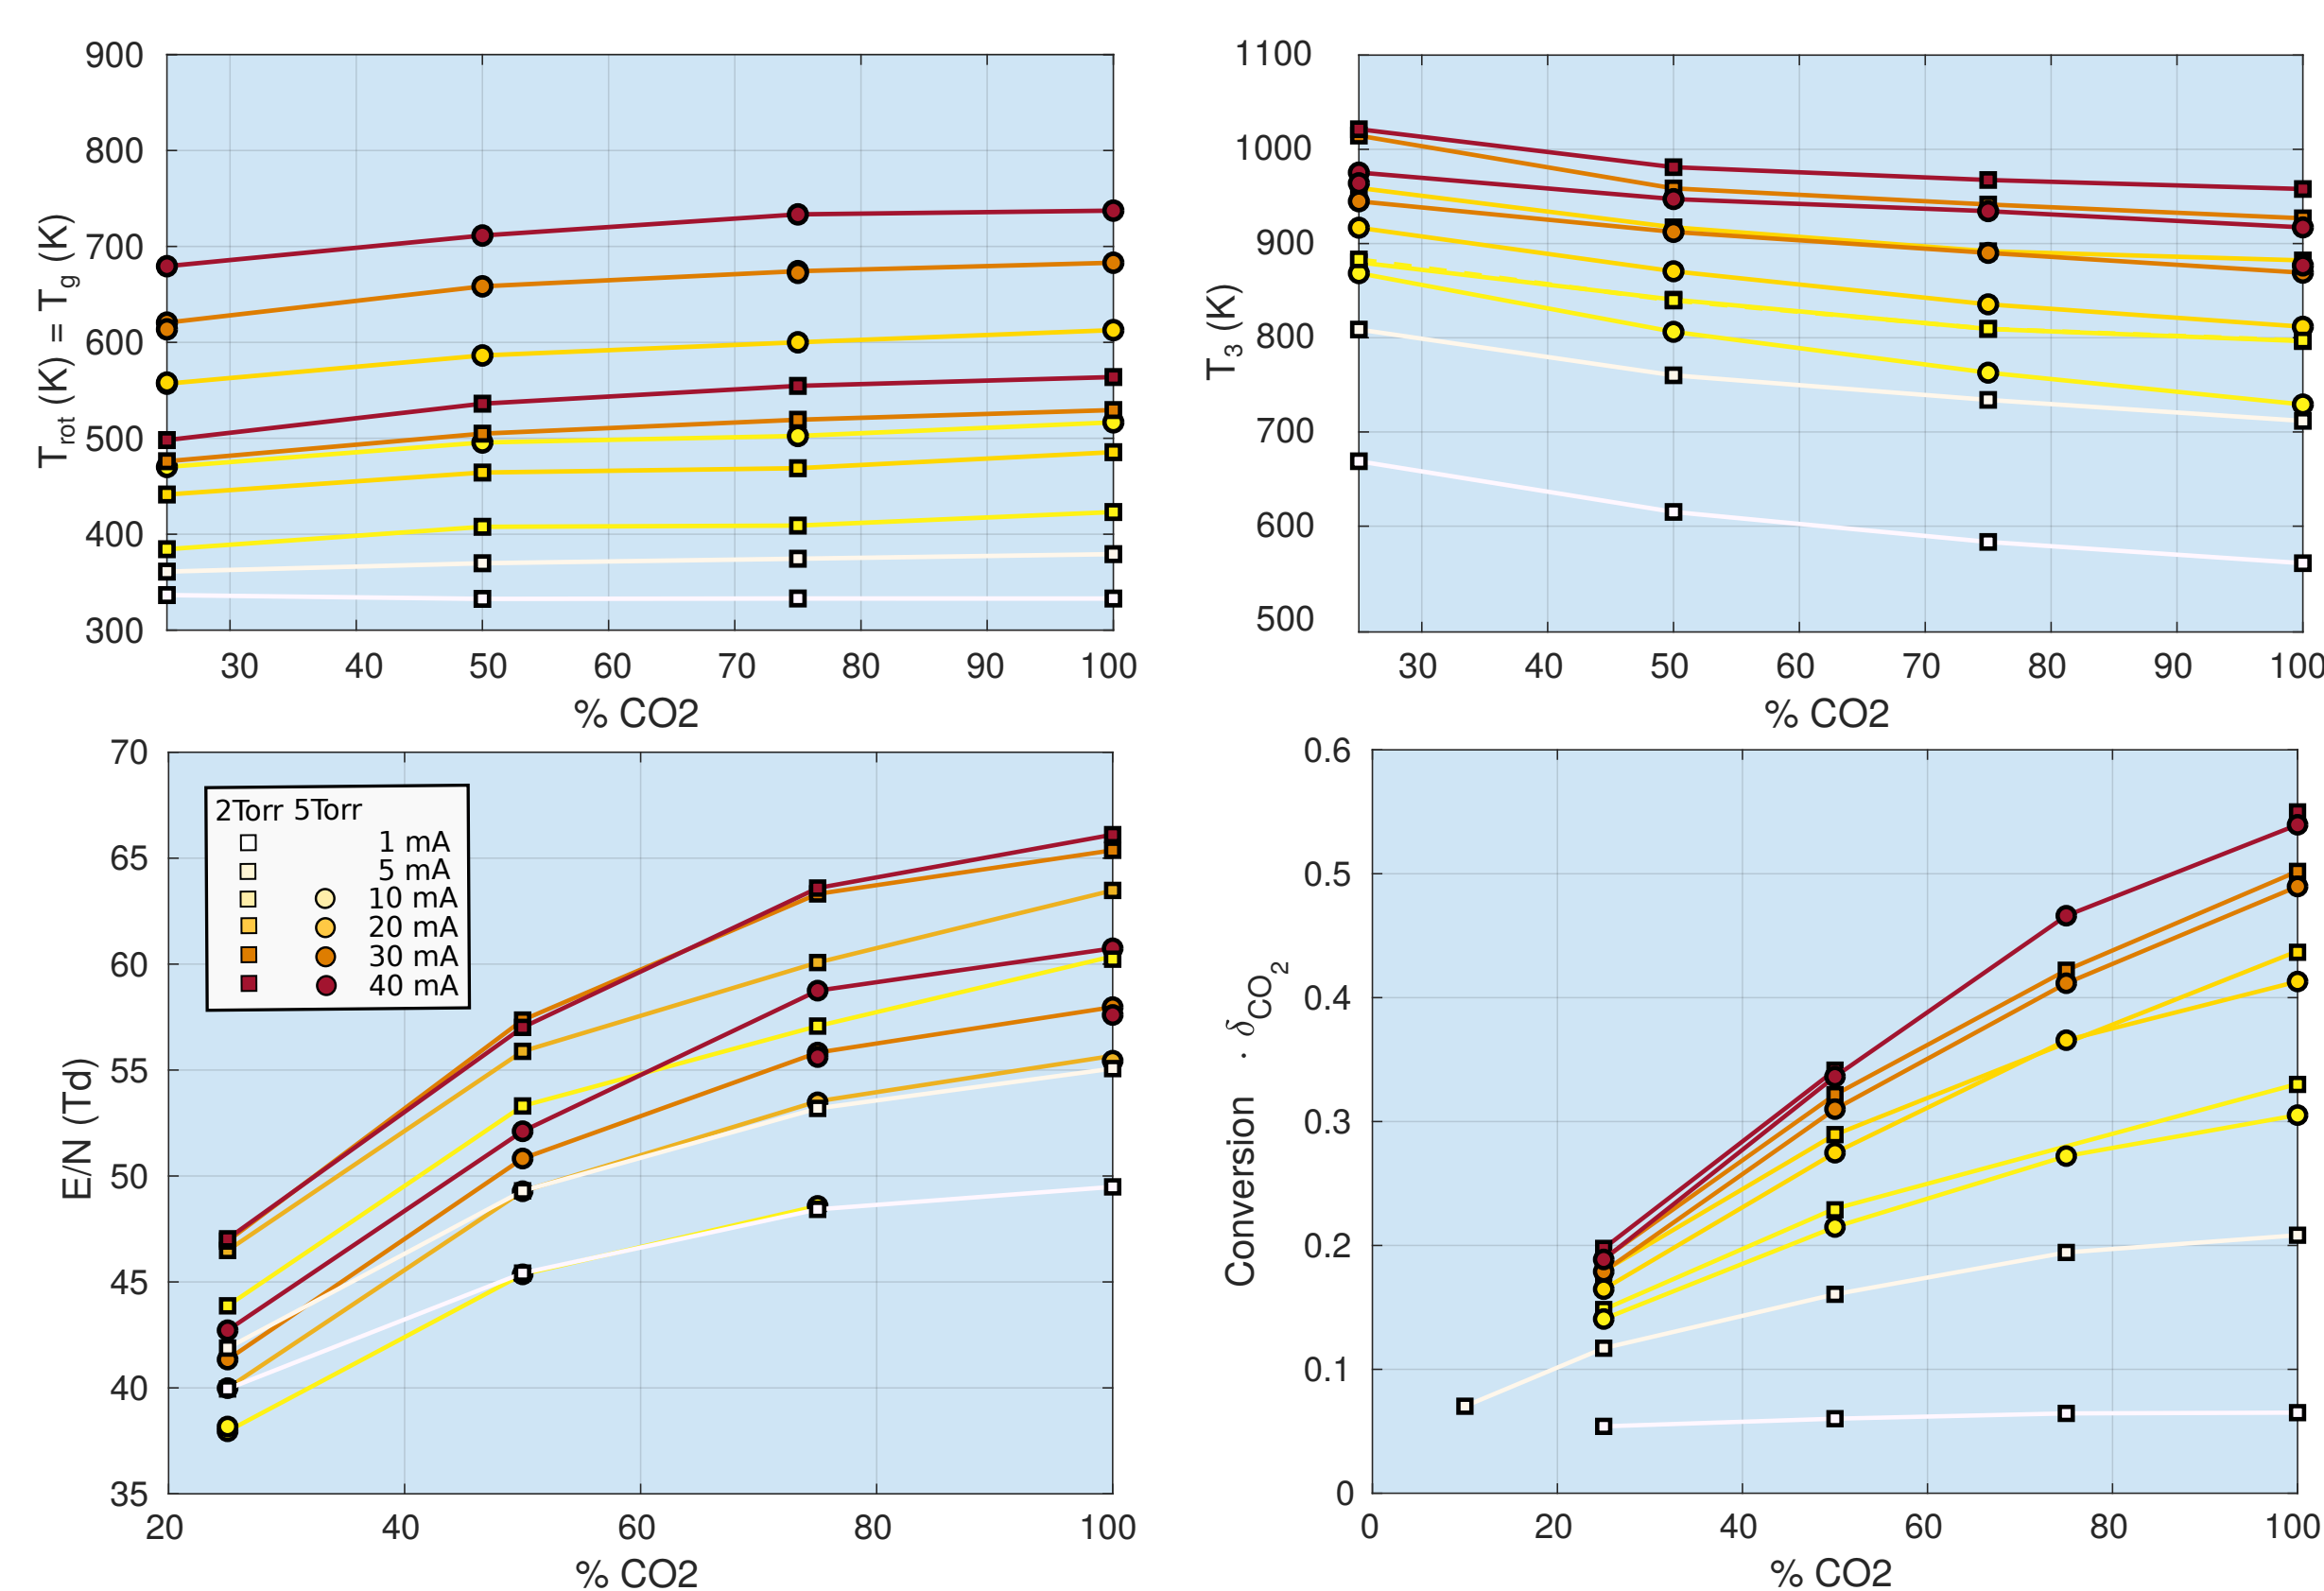 900
800
700
600
500
400
300
30 40 50 60 70 80 90 100
% CO2
T_rot (K) = T_g (K)
1100
1000
900
800
700
600
500
30 40 50 60 70 80 90 100
% CO2
T_3 (K)
70
65
60
55
50
45
40
35
20 40 60 80 100
% CO2
E/N (Td)
2Torr 5Torr
1 mA
5 mA
10 mA
20 mA
30 mA
40 mA
0.6
0.5
0.4
0.3
0.2
0.1
0
0 20 40 60 80 100
% CO2
Conversion · δ_CO_2